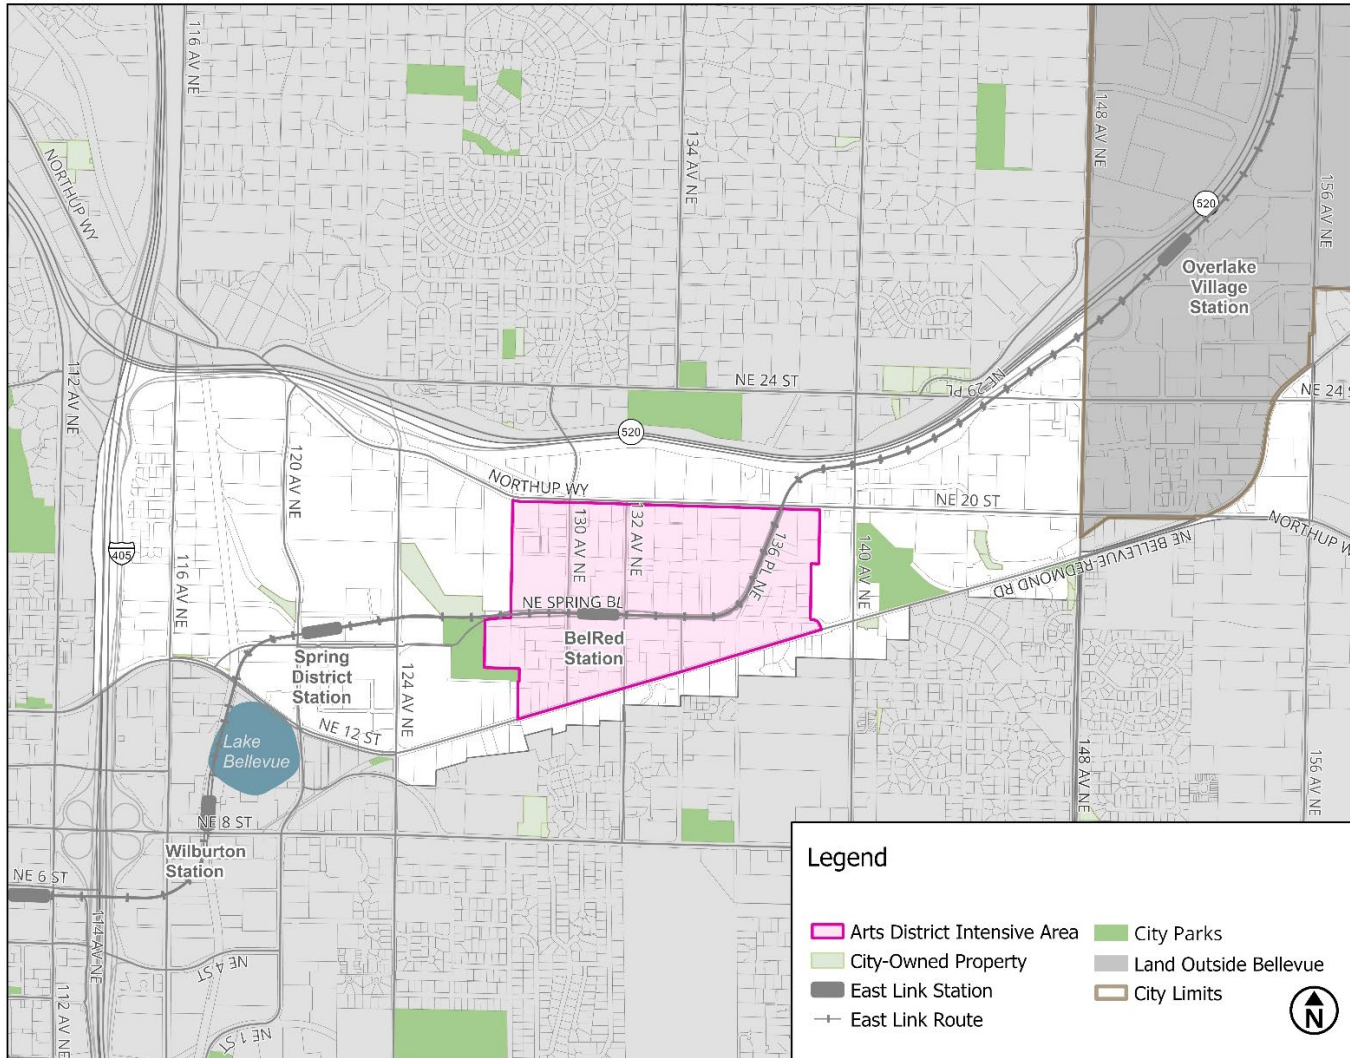 116 AV NE
148 AV NE
134 AV NE
NORTHUP WY
156 AV NE
520
Overlake
Village
Station
112 AV NE
NE 24 ST
NE 29 PL
NE 24 S
520
120 AV NE
NORTHUP WY
NE 20 ST
130 AV NE
132 AV NE
136 PL NE
140 AV NE
NORTHUP W
NE BELLEVUE-REDMOND RD
405
116 AV NE
NE SPRING BL
BelRed
Station
Spring
District
Station
124 AV NE
NE 12 ST
Lake
Bellevue
148 AV NE
156 AV NE
NE 8 ST
Wilburton
Station
NE 6 ST
114 AV NE
NE 4 ST
112 AV NE
NE 1 ST
Legend
Arts District Intensive Area
City-Owned Property
East Link Station
East Link Route
City Parks
Land Outside Bellevue
City Limits
N